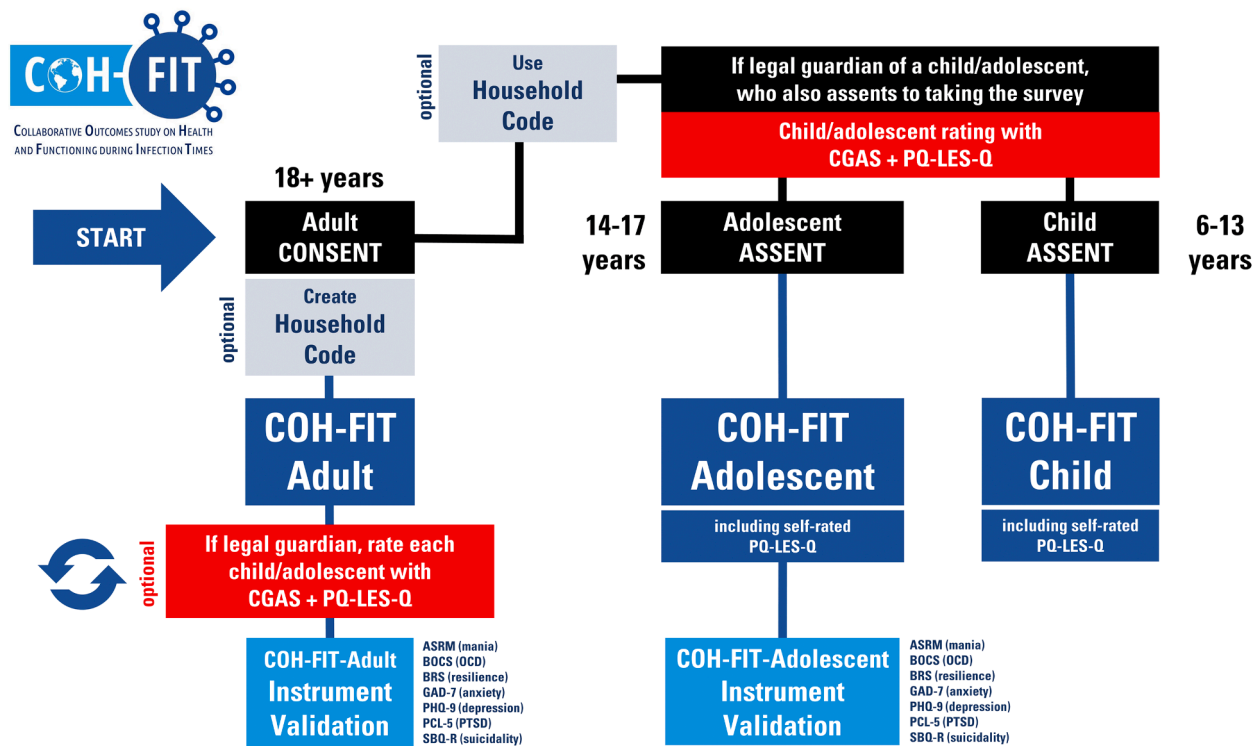 COH-FIT
COLLABORATIVE OUTCOMES STUDY ON HEALTH
AND FUNCTIONING DURING INFECTION TIMES
START
18+ years
Adult
CONSENT
optional
Create
Household
Code
optional
Use
Household
Code
If legal guardian of a child/adolescent,
who also assents to taking the survey
Child/adolescent rating with
CGAS + PQ-LES-Q
14-17
years
Adolescent
ASSENT
Child
ASSENT
6-13
years
COH-FIT
Adult
COH-FIT
Adolescent
including self-rated
PQ-LES-Q
COH-FIT
Child
including self-rated
PQ-LES-Q
optional
If legal guardian, rate each
child/adolescent with
CGAS + PQ-LES-Q
COH-FIT-Adult
Instrument
Validation
ASRM (mania)
BOCS (OCD)
BRS (resilience)
GAD-7 (anxiety)
PHQ-9 (depression)
PCL-5 (PTSD)
SBQ-R (suicidality)
COH-FIT-Adolescent
Instrument
Validation
ASRM (mania)
BOCS (OCD)
BRS (resilience)
GAD-7 (anxiety)
PHQ-9 (depression)
PCL-5 (PTSD)
SBQ-R (suicidality)